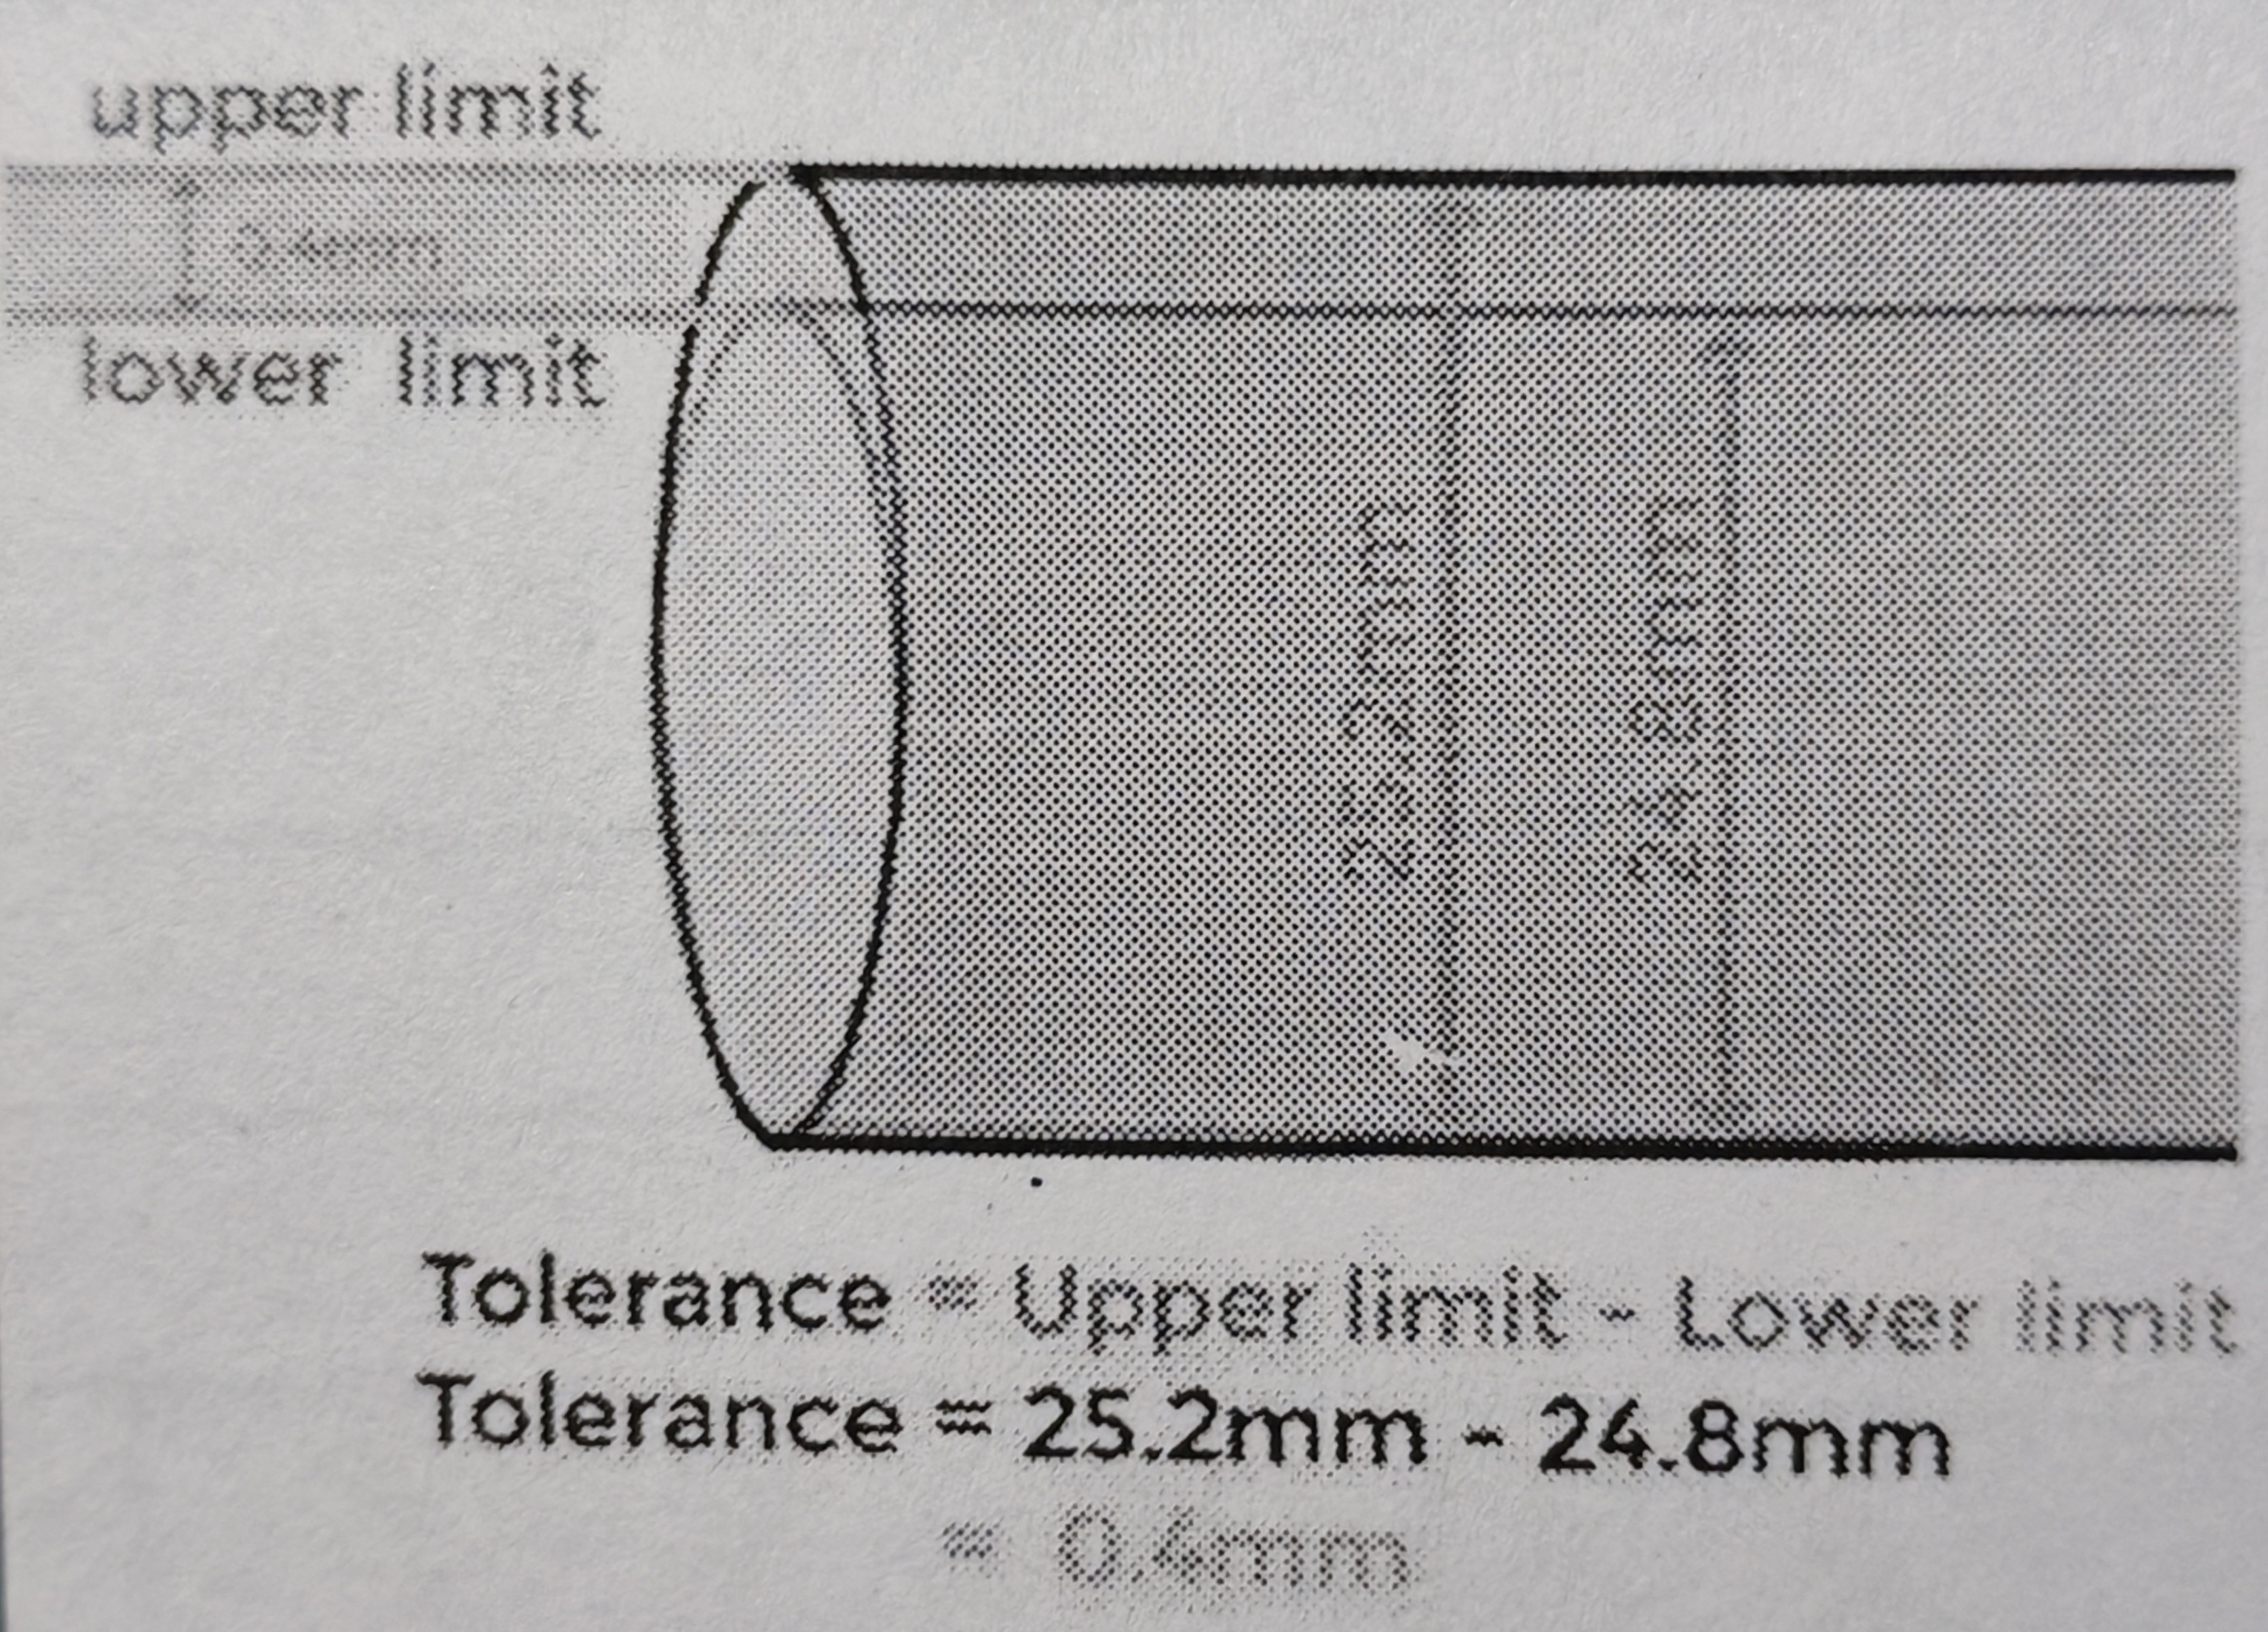 upper limit
0.4mm
lower limit
25.2mm
24.8mm
Tolerance = Upper limit - Lower limit
Tolerance = 25.2mm - 24.8mm
= 0.4mm